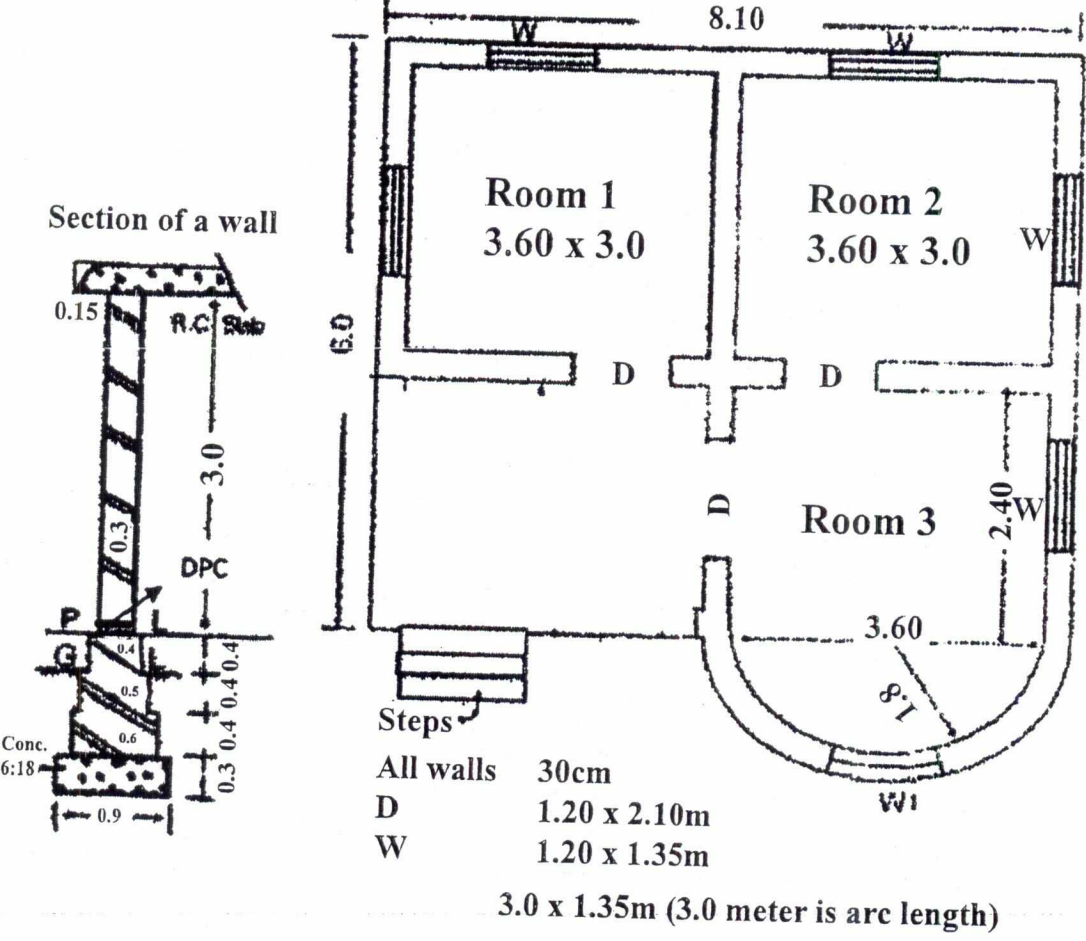 8.10
W
W
Room 1
3.60 x 3.0
Room 2
3.60 x 3.0
W
Section of a wall
0.15
R.C. Slab
6.0
D
D
3.0
0.3
DPC
P L
G L
0.4
0.4
0.5
0.4
0.6
0.4
0.3
Conc.
6:18
0.9
D
Room 3
2.40
W
3.60
1.8
Steps
W1
All walls 30cm
D 1.20 x 2.10m
W 1.20 x 1.35m
3.0 x 1.35m (3.0 meter is arc length)